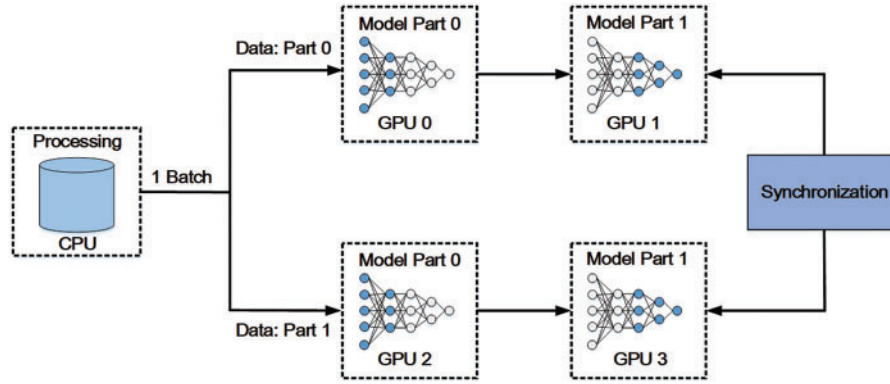 Model Part 0
Model Part 1
Data: Part 0
GPU 0
GPU 1
Processing
1 Batch
CPU
Synchronization
Model Part 0
Model Part 1
Data: Part 1
GPU 2
GPU 3